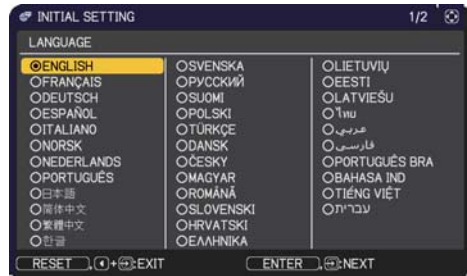 INITIAL SETTING 1/2
LANGUAGE
ENGLISH
FRANÇAIS
DEUTSCH
ESPAÑOL
ITALIANO
NORSK
NEDERLANDS
PORTUGUÊS
日本語
简体中文
繁體中文
한글
SVENSKA
РУССКИЙ
SUOMI
POLSKI
TÜRKÇE
DANSK
ČESKY
MAGYAR
ROMÂNĂ
SLOVENSKI
HRVATSKI
ΕΛΛΗΝΙΚΑ
LIETUVIŲ
EESTI
LATVIEŠU
ไทย
عربي
فارسی
PORTUGUÊS BRA
BAHASA IND
TIẾNG VIỆT
עברית
RESET , + :EXIT ENTER , :NEXT